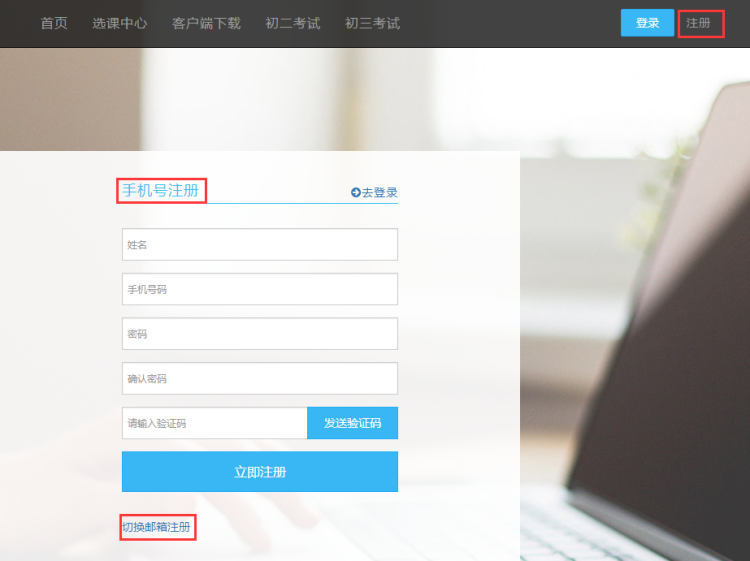 首页 选课中心 客户端下载 初二考试 初三考试 登录 注册
手机号注册 去登录
姓名
手机号码
密码
确认密码
请输入验证码 发送验证码
立即注册
切换邮箱注册